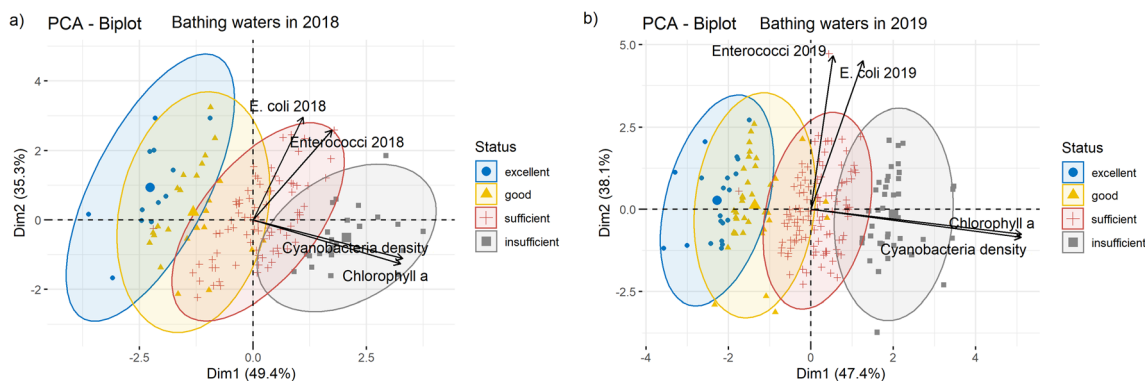 a)
PCA - Biplot Bathing waters in 2018
Dim2 (35.3%)
4
2
0
-2
-2.5
0.0
2.5
Dim1 (49.4%)
E. coli 2018
Enterococci 2018
Cyanobacteria density
Chlorophyll a
Status
excellent
good
sufficient
insufficient
b)
PCA - Biplot Bathing waters in 2019
Dim2 (38.1%)
5.0
2.5
0.0
-2.5
-4
-2
0
2
4
Dim1 (47.4%)
Enterococci 2019
E. coli 2019
Chlorophyll a
Cyanobacteria density
Status
excellent
good
sufficient
insufficient